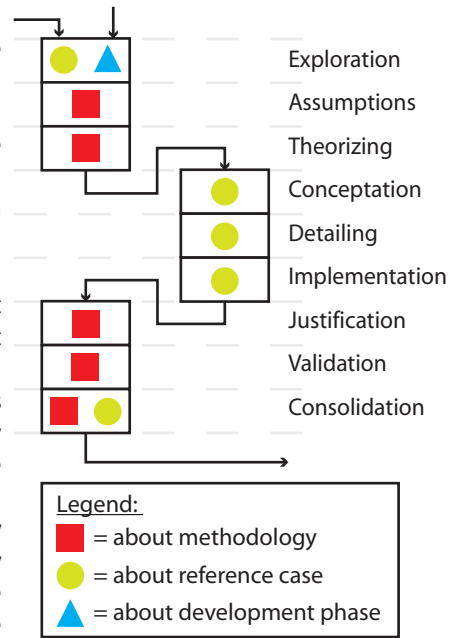 Exploration
Assumptions
Theorizing
Conceptation
Detailing
Implementation
Justification
Validation
Consolidation
Legend:
= about methodology
= about reference case
= about development phase